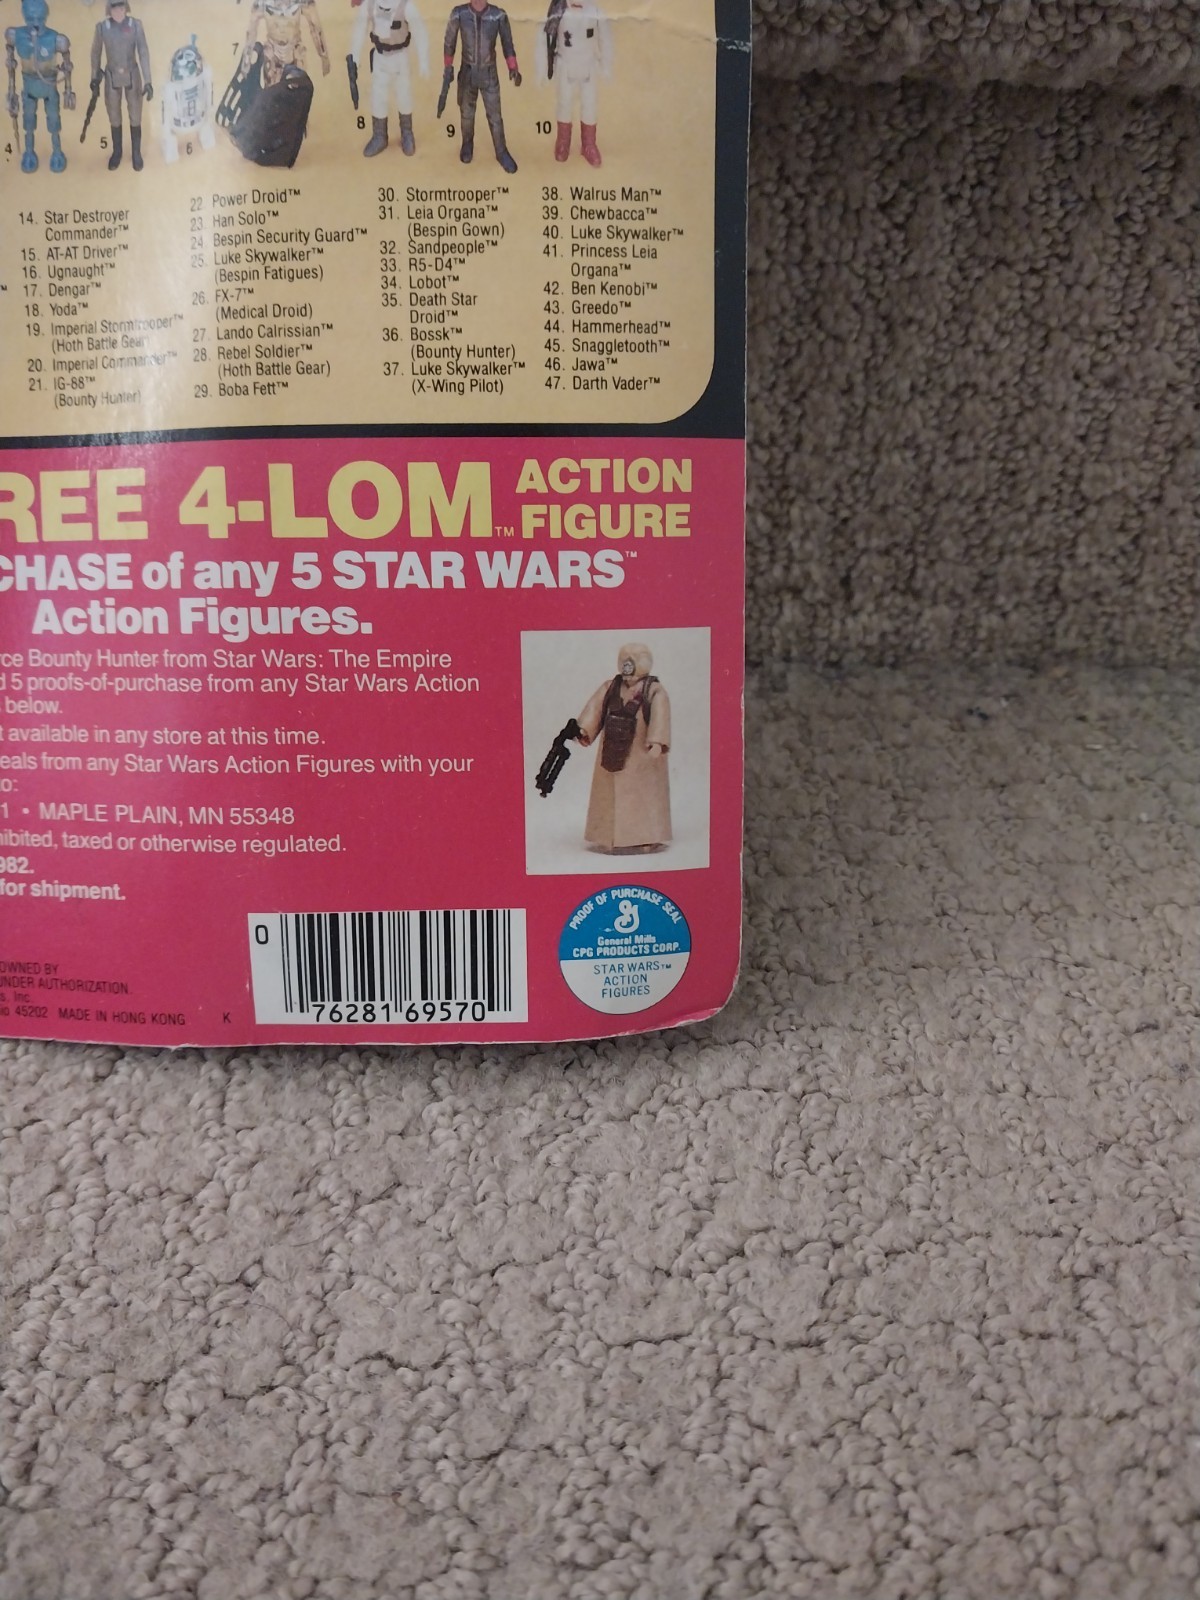 4
5
6
7
8
9
10
14. Star Destroyer
Commander™
15. AT-AT Driver™
16. Ugnaught™
™ 17. Dengar™
18. Yoda™
19. Imperial Stormtrooper™
(Hoth Battle Gear)
20. Imperial Commander™
21. IG-88™
(Bounty Hunter)
22. Power Droid™
23. Han Solo™
24. Bespin Security Guard™
25. Luke Skywalker™
(Bespin Fatigues)
26. FX-7™
(Medical Droid)
27. Lando Calrissian™
28. Rebel Soldier™
(Hoth Battle Gear)
29. Boba Fett™
30. Stormtrooper™
31. Leia Organa™
(Bespin Gown)
32. Sandpeople™
33. R5-D4™
34. Lobot™
35. Death Star
Droid™
36. Bossk™
(Bounty Hunter)
37. Luke Skywalker™
(X-Wing Pilot)
38. Walrus Man™
39. Chewbacca™
40. Luke Skywalker™
41. Princess Leia
Organa™
42. Ben Kenobi™
43. Greedo™
44. Hammerhead™
45. Snaggletooth™
46. Jawa™
47. Darth Vader™
REE 4-LOM™ ACTION
FIGURE
CHASE of any 5 STAR WARS™
Action Figures.
rce Bounty Hunter from Star Wars: The Empire
d 5 proofs-of-purchase from any Star Wars Action
s below.
t available in any store at this time.
eals from any Star Wars Action Figures with your
o:
1 • MAPLE PLAIN, MN 55348
hibited, taxed or otherwise regulated.
982.
for shipment.
OWNED BY
UNDER AUTHORIZATION.
s, Inc.
io 45202 MADE IN HONG KONG K
0 76281 69570
PROOF OF PURCHASE SEAL
General Mills
CPG PRODUCTS CORP.
STAR WARS™
ACTION
FIGURES